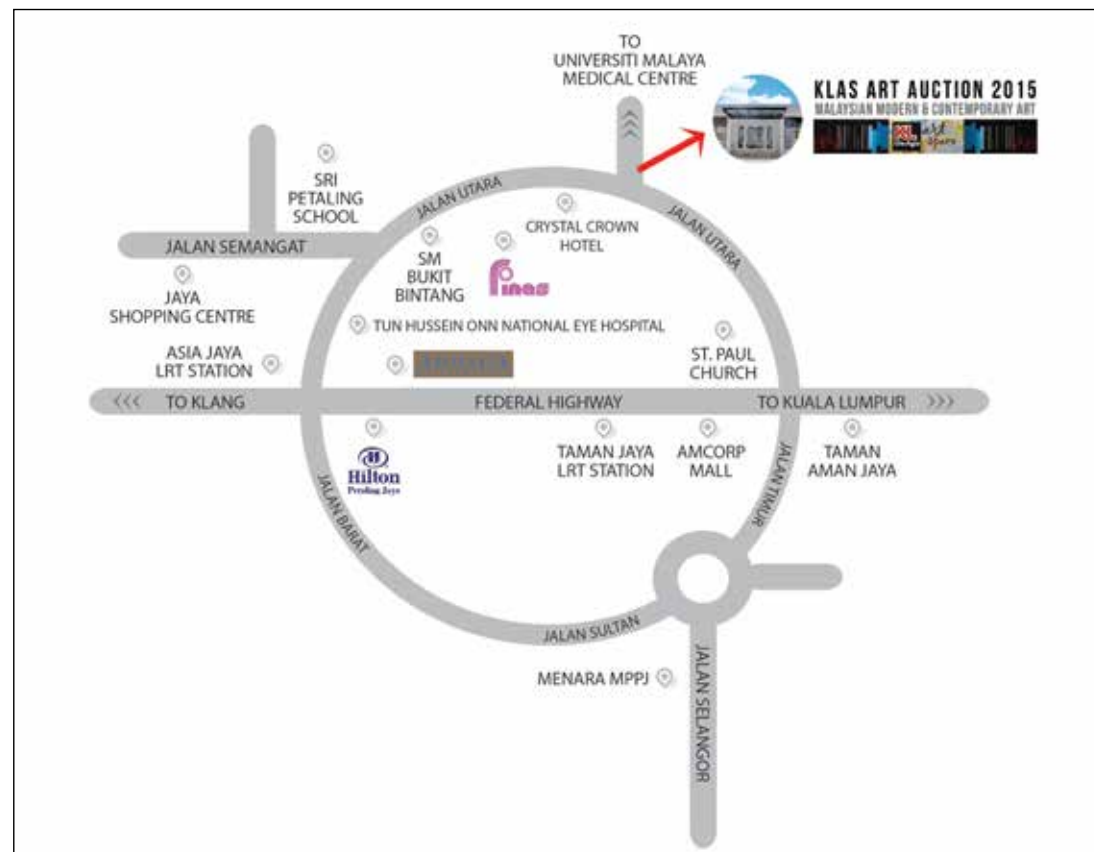 TO
UNIVERSITI MALAYA
MEDICAL CENTRE
KLAS ART AUCTION 2015
MALAYSIAN MODERN & CONTEMPORARY ART
KL
art
space
SRI
PETALING
SCHOOL
JALAN UTARA
JALAN UTARA
CRYSTAL CROWN
HOTEL
JALAN SEMANGAT
SM
BUKIT
BINTANG
Finas
JAYA
SHOPPING CENTRE
TUN HUSSEIN ONN NATIONAL EYE HOSPITAL
ASIA JAYA
LRT STATION
ST. PAUL
CHURCH
<<< TO KLANG
FEDERAL HIGHWAY
TO KUALA LUMPUR >>>
Hilton
Petaling Jaya
TAMAN JAYA
LRT STATION
AMCORP
MALL
TAMAN
AMAN JAYA
JALAN BARAT
JALAN TIMUR
JALAN SULTAN
MENARA MPPJ
JALAN SELANGOR